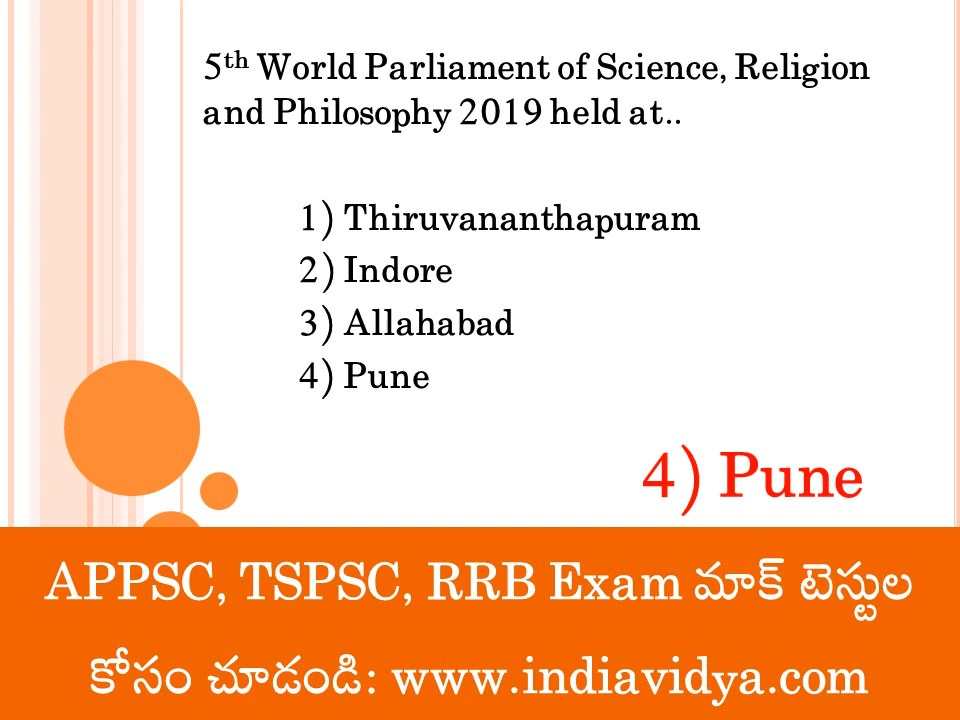 5th World Parliament of Science, Religion
and Philosophy 2019 held at..
1) Thiruvananthapuram
2) Indore
3) Allahabad
4) Pune
4) Pune
APPSC, TSPSC, RRB Exam మాక్ టెస్టుల
కోసం చూడండి: www.indiavidya.com